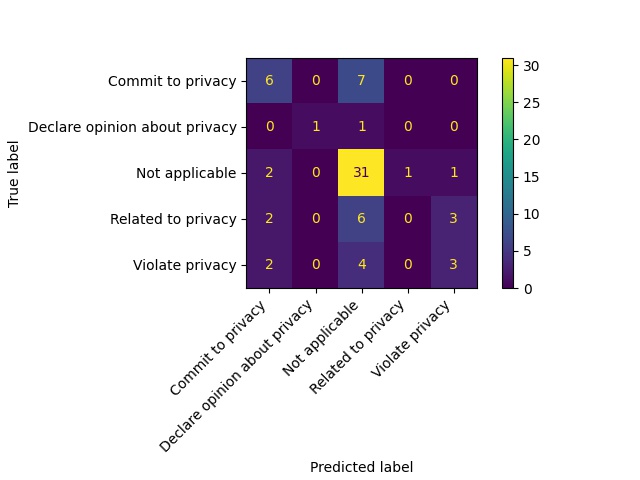 True label
Commit to privacy 6 0 7 0 0
Declare opinion about privacy 0 1 1 0 0
Not applicable 2 0 31 1 1
Related to privacy 2 0 6 0 3
Violate privacy 2 0 4 0 3
Commit to privacy
Declare opinion about privacy
Not applicable
Related to privacy
Violate privacy
Predicted label
30
25
20
15
10
5
0